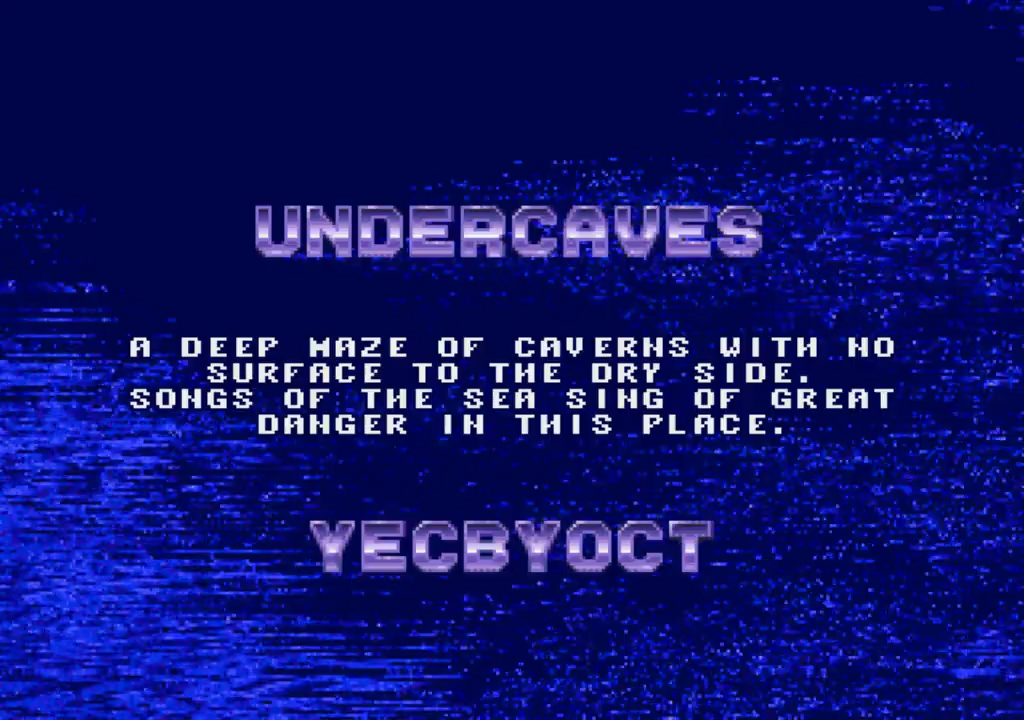 UNDERCAVES
A DEEP MAZE OF CAVERNS WITH NO
SURFACE TO THE DRY SIDE.
SONGS OF THE SEA SING OF GREAT
DANGER IN THIS PLACE.
YECBYOCT